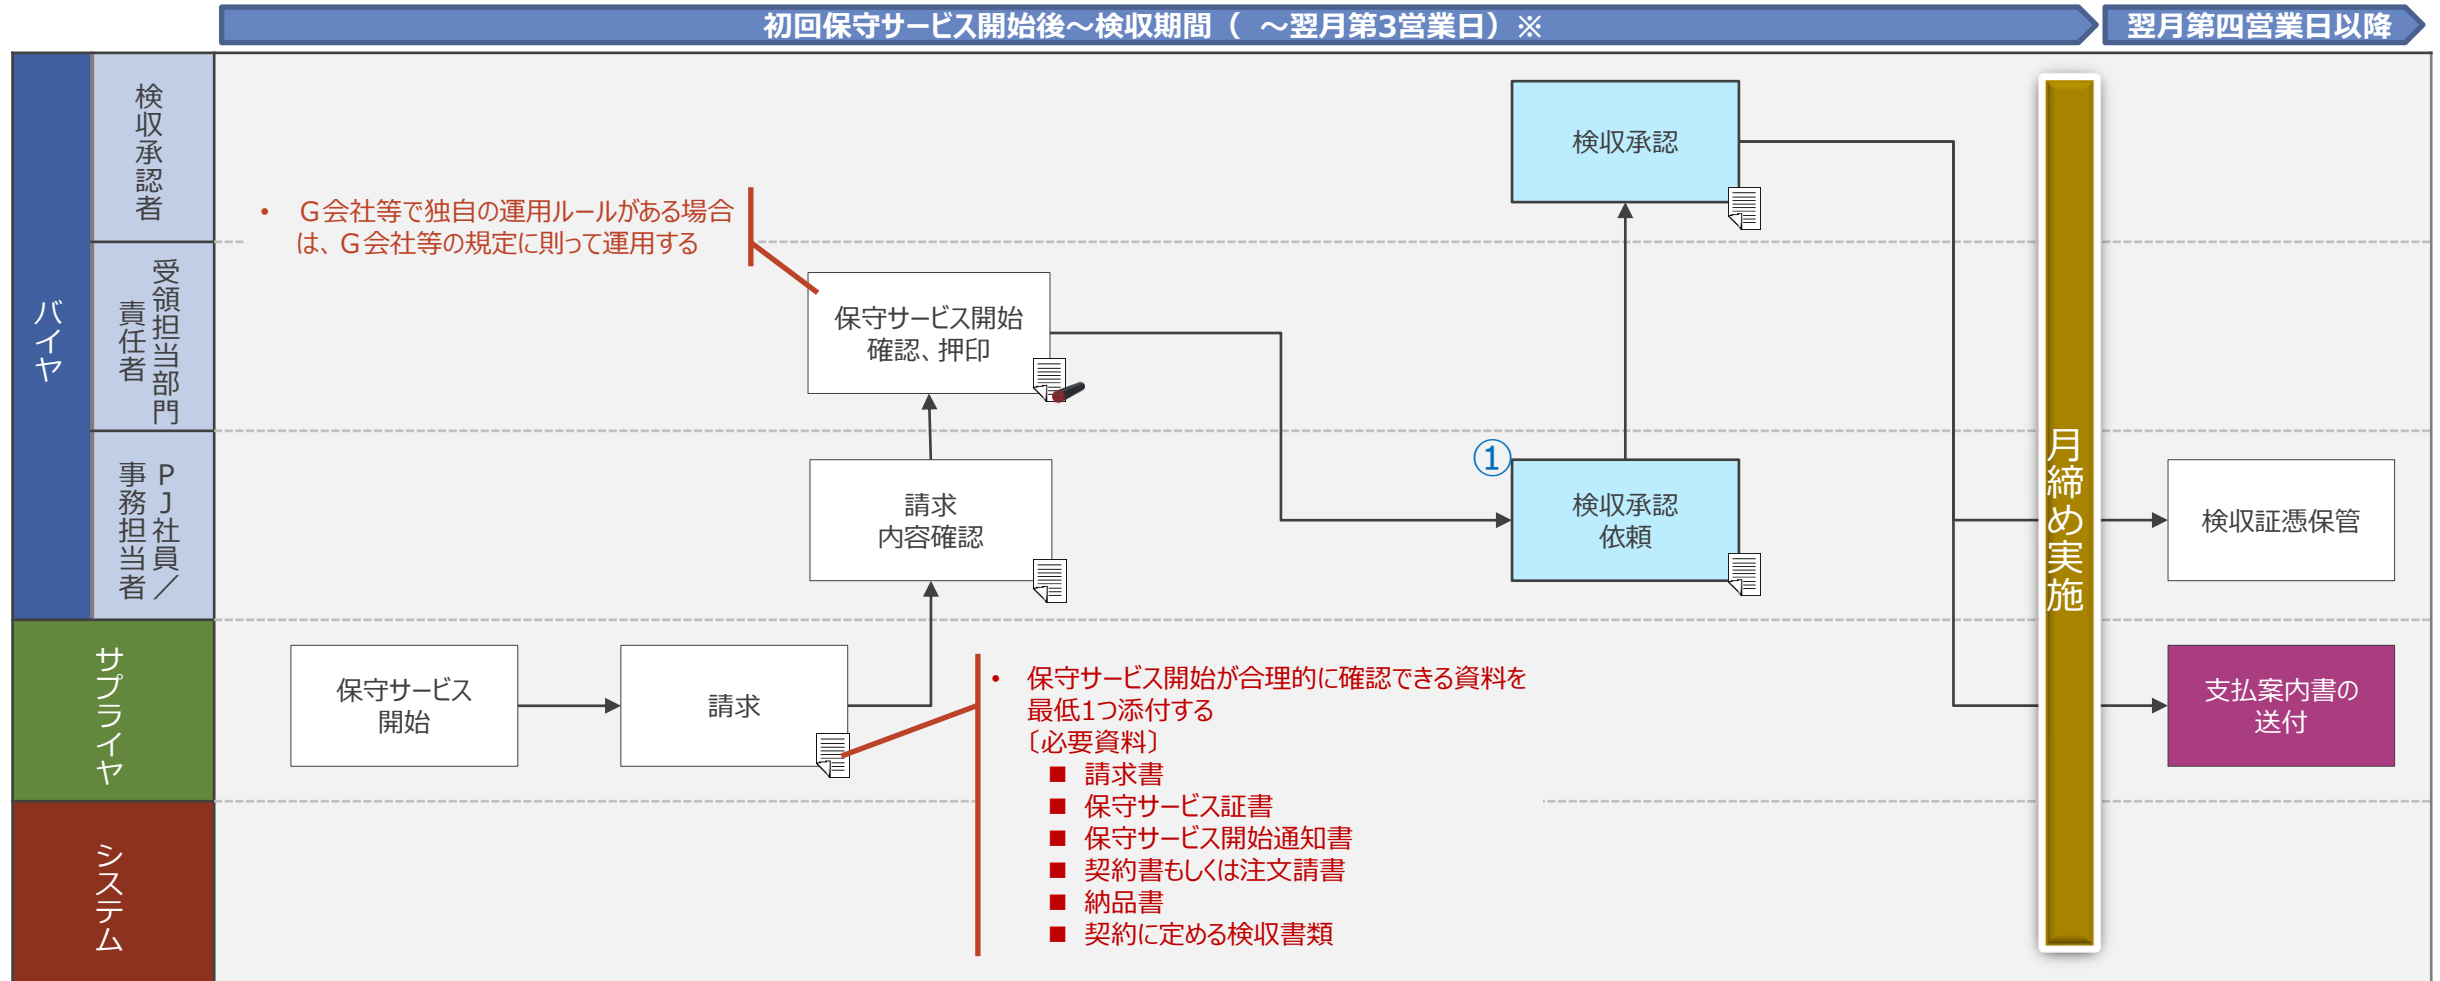 初回保守サービス開始後～検収期間（ ～翌月第3営業日）※
翌月第四営業日以降
バイヤ
検収承認者
受領担当部門
責任者
PJ社員／
事務担当者
サプライヤ
システム
・ G会社等で独自の運用ルールがある場合
は、G会社等の規定に則って運用する
検収承認
保守サービス開始
確認、押印
請求
内容確認
①
検収承認
依頼
月締め実施
検収証憑保管
保守サービス
開始
請求
・ 保守サービス開始が合理的に確認できる資料を
最低1つ添付する
〔必要資料〕
■ 請求書
■ 保守サービス証書
■ 保守サービス開始通知書
■ 契約書もしくは注文請書
■ 納品書
■ 契約に定める検収書類
支払案内書の
送付